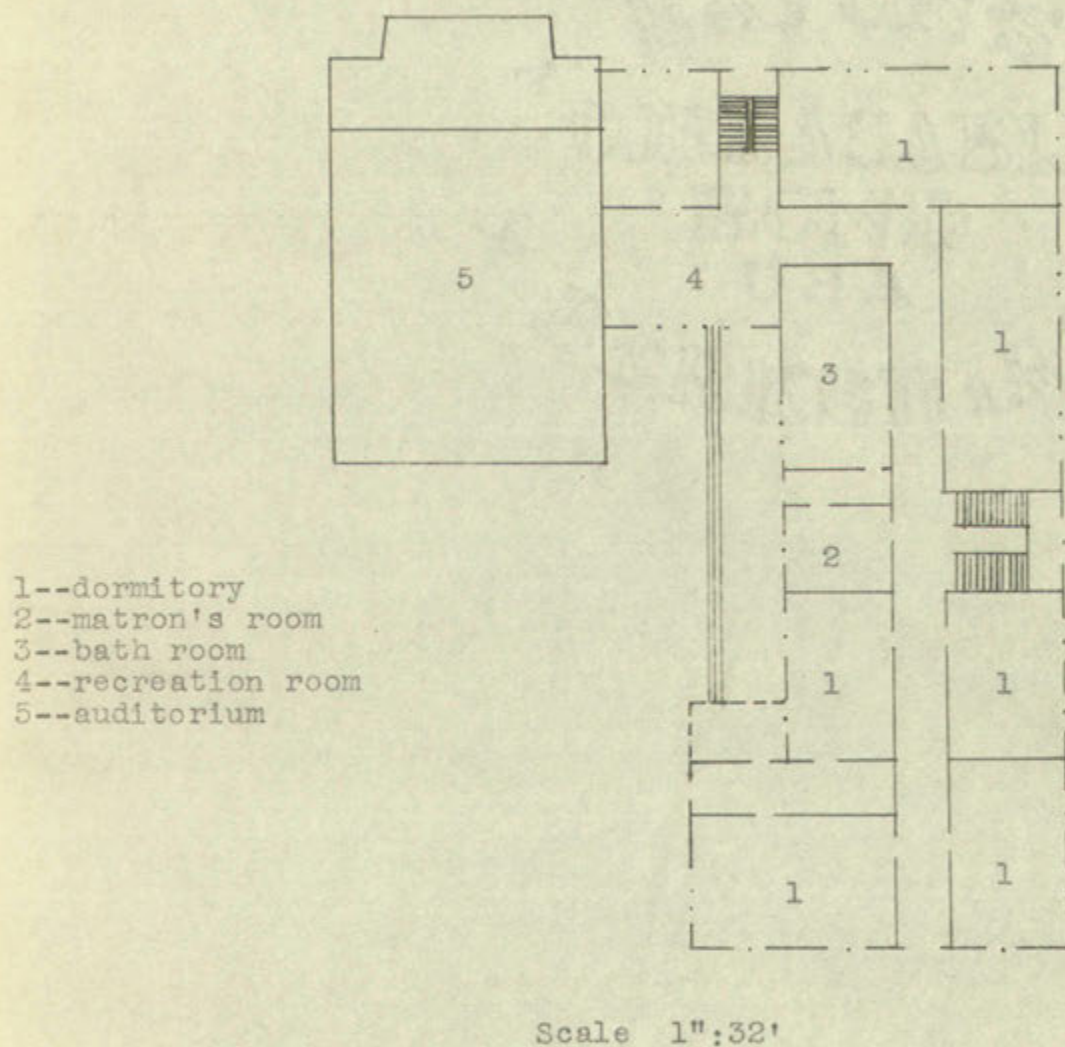 1
5
4
1
3
2
1--dormitory
2--matron's room
3--bath room
4--recreation room
5--auditorium
1
1
1
1
Scale 1":32'